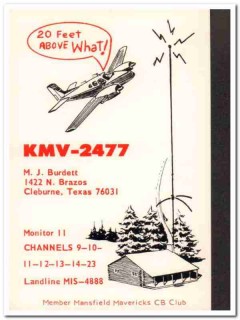 20 Feet
ABOVE What!
KMV-2477
M. J. Burdett
1422 N. Brazos
Cleburne, Texas 76031
Monitor 11
CHANNELS 9-10-
11-12-13-14-23
Landline MI5-4888
Member Mansfield Mavericks CB Club